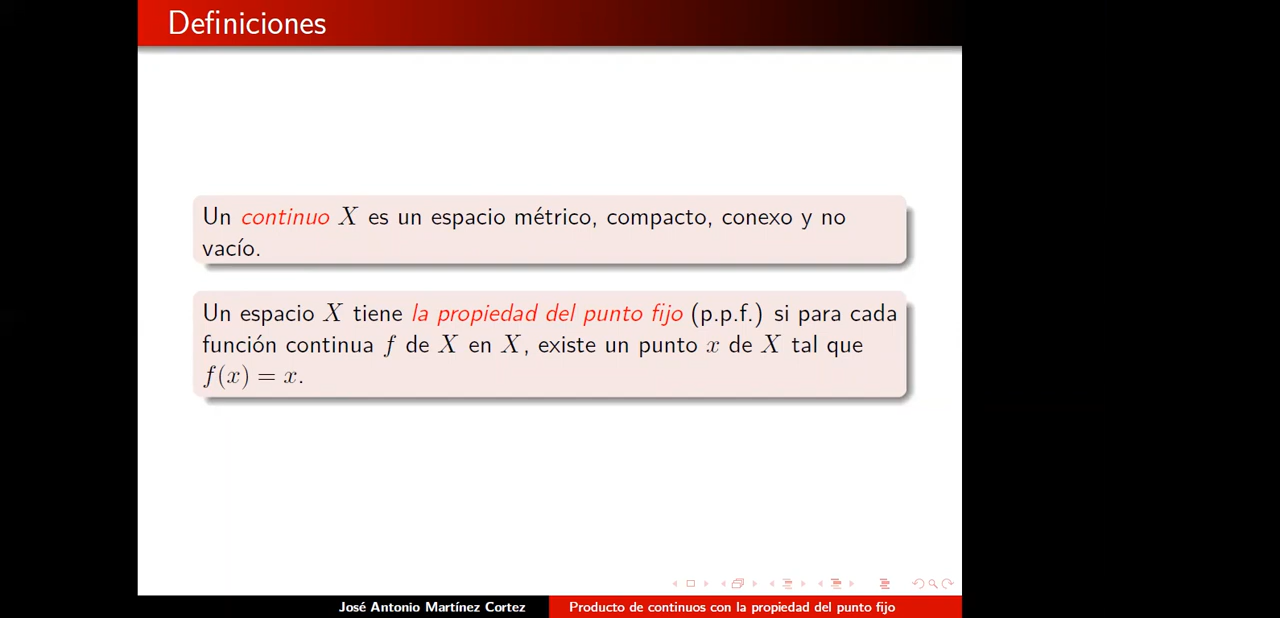 Definiciones
Un continuo X es un espacio métrico, compacto, conexo y no
vacío.
Un espacio X tiene la propiedad del punto fijo (p.p.f.) si para cada
función continua f de X en X, existe un punto x de X tal que
f(x) = x.
José Antonio Martínez Cortez
Producto de continuos con la propiedad del punto fijo